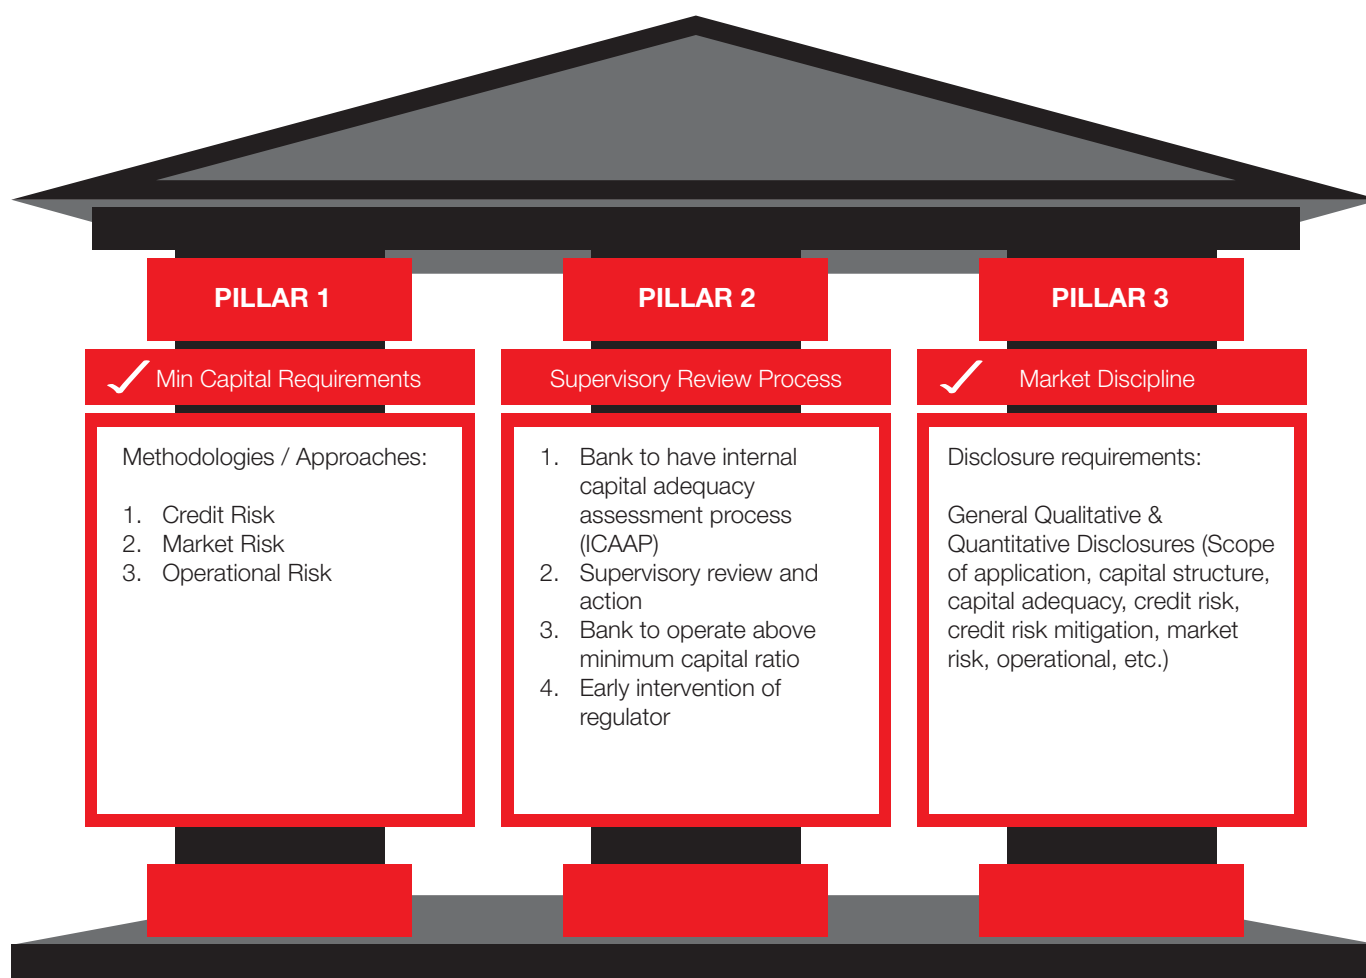 PILLAR 1
Min Capital Requirements
Methodologies / Approaches:
1. Credit Risk
2. Market Risk
3. Operational Risk
PILLAR 2
Supervisory Review Process
1. Bank to have internal
capital adequacy
assessment process
(ICAAP)
2. Supervisory review and
action
3. Bank to operate above
minimum capital ratio
4. Early intervention of
regulator
PILLAR 3
Market Discipline
Disclosure requirements:
General Qualitative &
Quantitative Disclosures (Scope
of application, capital structure,
capital adequacy, credit risk,
credit risk mitigation, market
risk, operational, etc.)